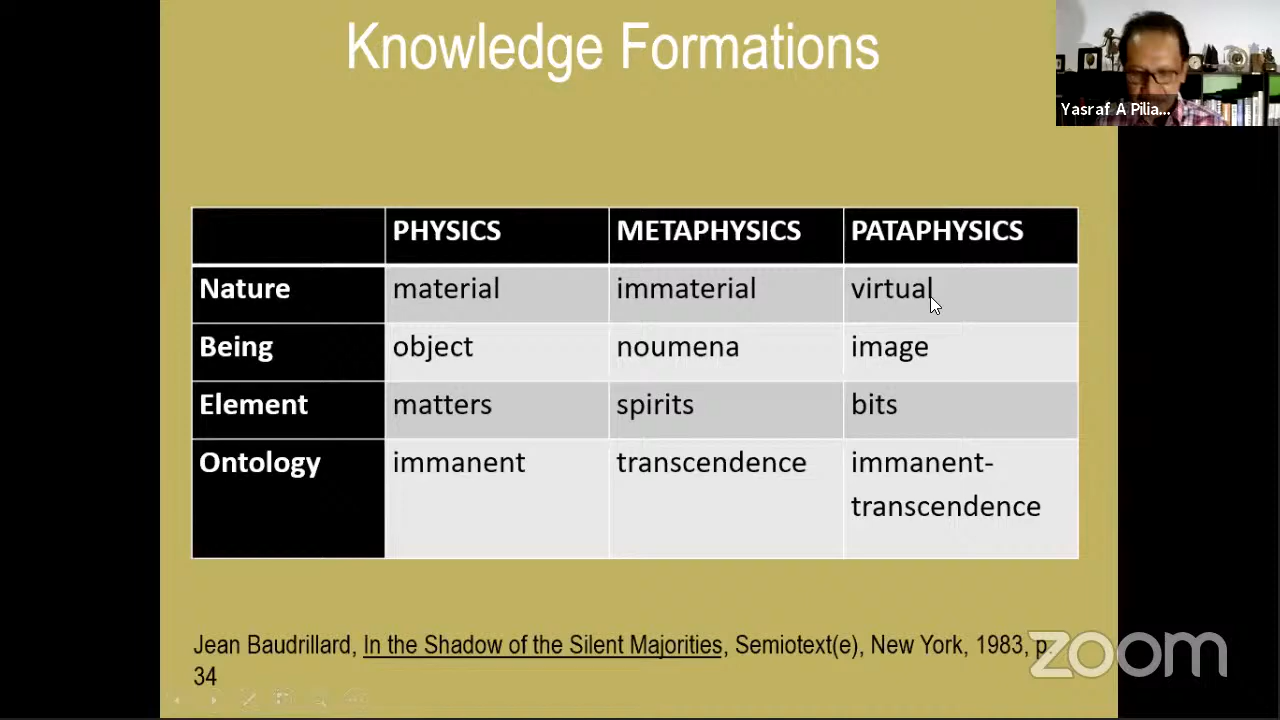 Knowledge Formations
Yasraf A Pilia...
PHYSICS METAPHYSICS PATAPHYSICS
Nature material immaterial virtual
Being object noumena image
Element matters spirits bits
Ontology immanent transcendence immanent-
transcendence
Jean Baudrillard, In the Shadow of the Silent Majorities, Semiotext(e), New York, 1983, p.
34
zoom